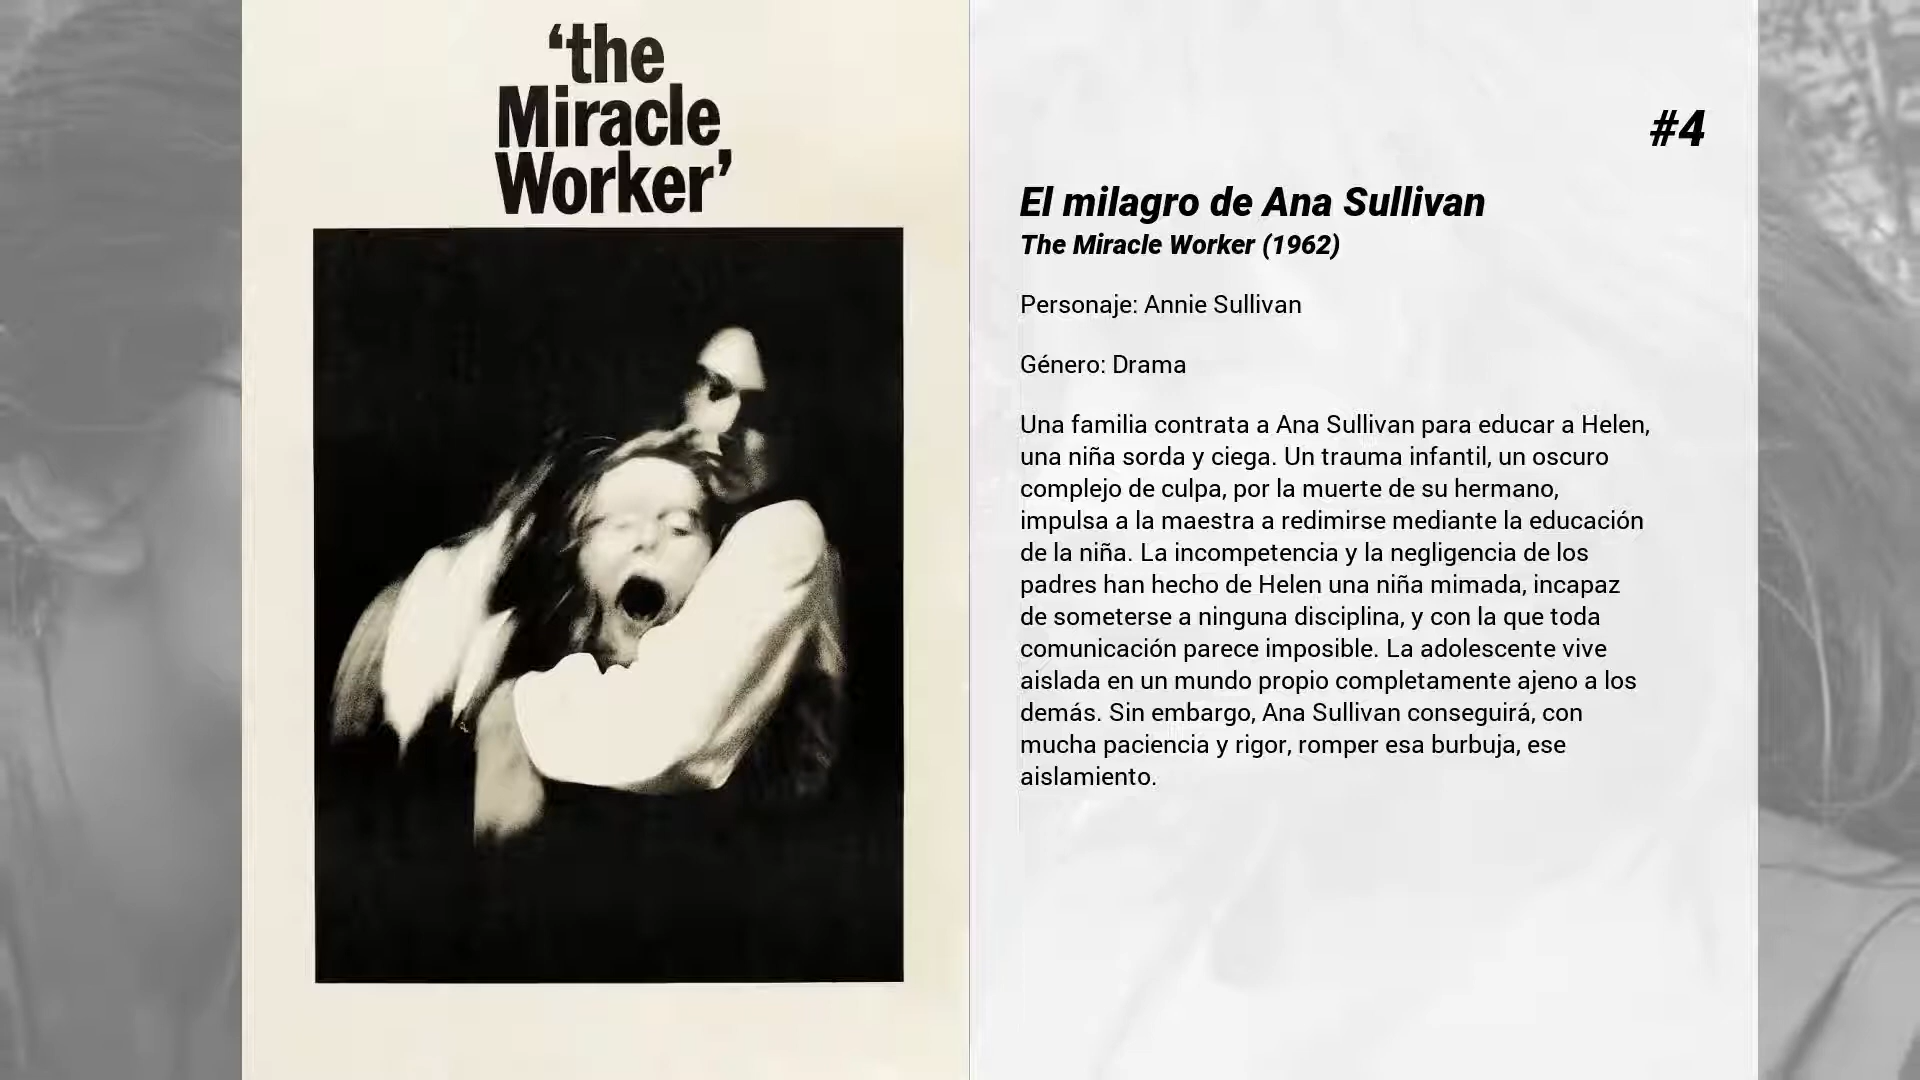 ‘the
Miracle
Worker’
#4
El milagro de Ana Sullivan
The Miracle Worker (1962)
Personaje: Annie Sullivan
Género: Drama
Una familia contrata a Ana Sullivan para educar a Helen,
una niña sorda y ciega. Un trauma infantil, un oscuro
complejo de culpa, por la muerte de su hermano,
impulsa a la maestra a redimirse mediante la educación
de la niña. La incompetencia y la negligencia de los
padres han hecho de Helen una niña mimada, incapaz
de someterse a ninguna disciplina, y con la que toda
comunicación parece imposible. La adolescente vive
aislada en un mundo propio completamente ajeno a los
demás. Sin embargo, Ana Sullivan conseguirá, con
mucha paciencia y rigor, romper esa burbuja, ese
aislamiento.